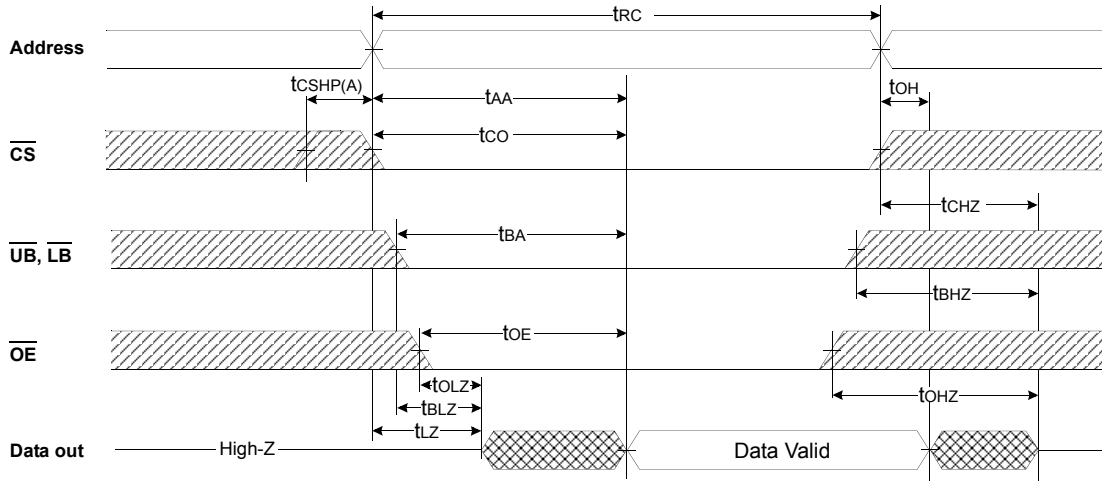 tRC
Address
tCSHP(A)
tAA
tOH
tCO
CS
tCHZ
tBA
UB, LB
tBHZ
tOE
OE
tOLZ
tOHZ
tBLZ
tLZ
Data out
High-Z
Data Valid